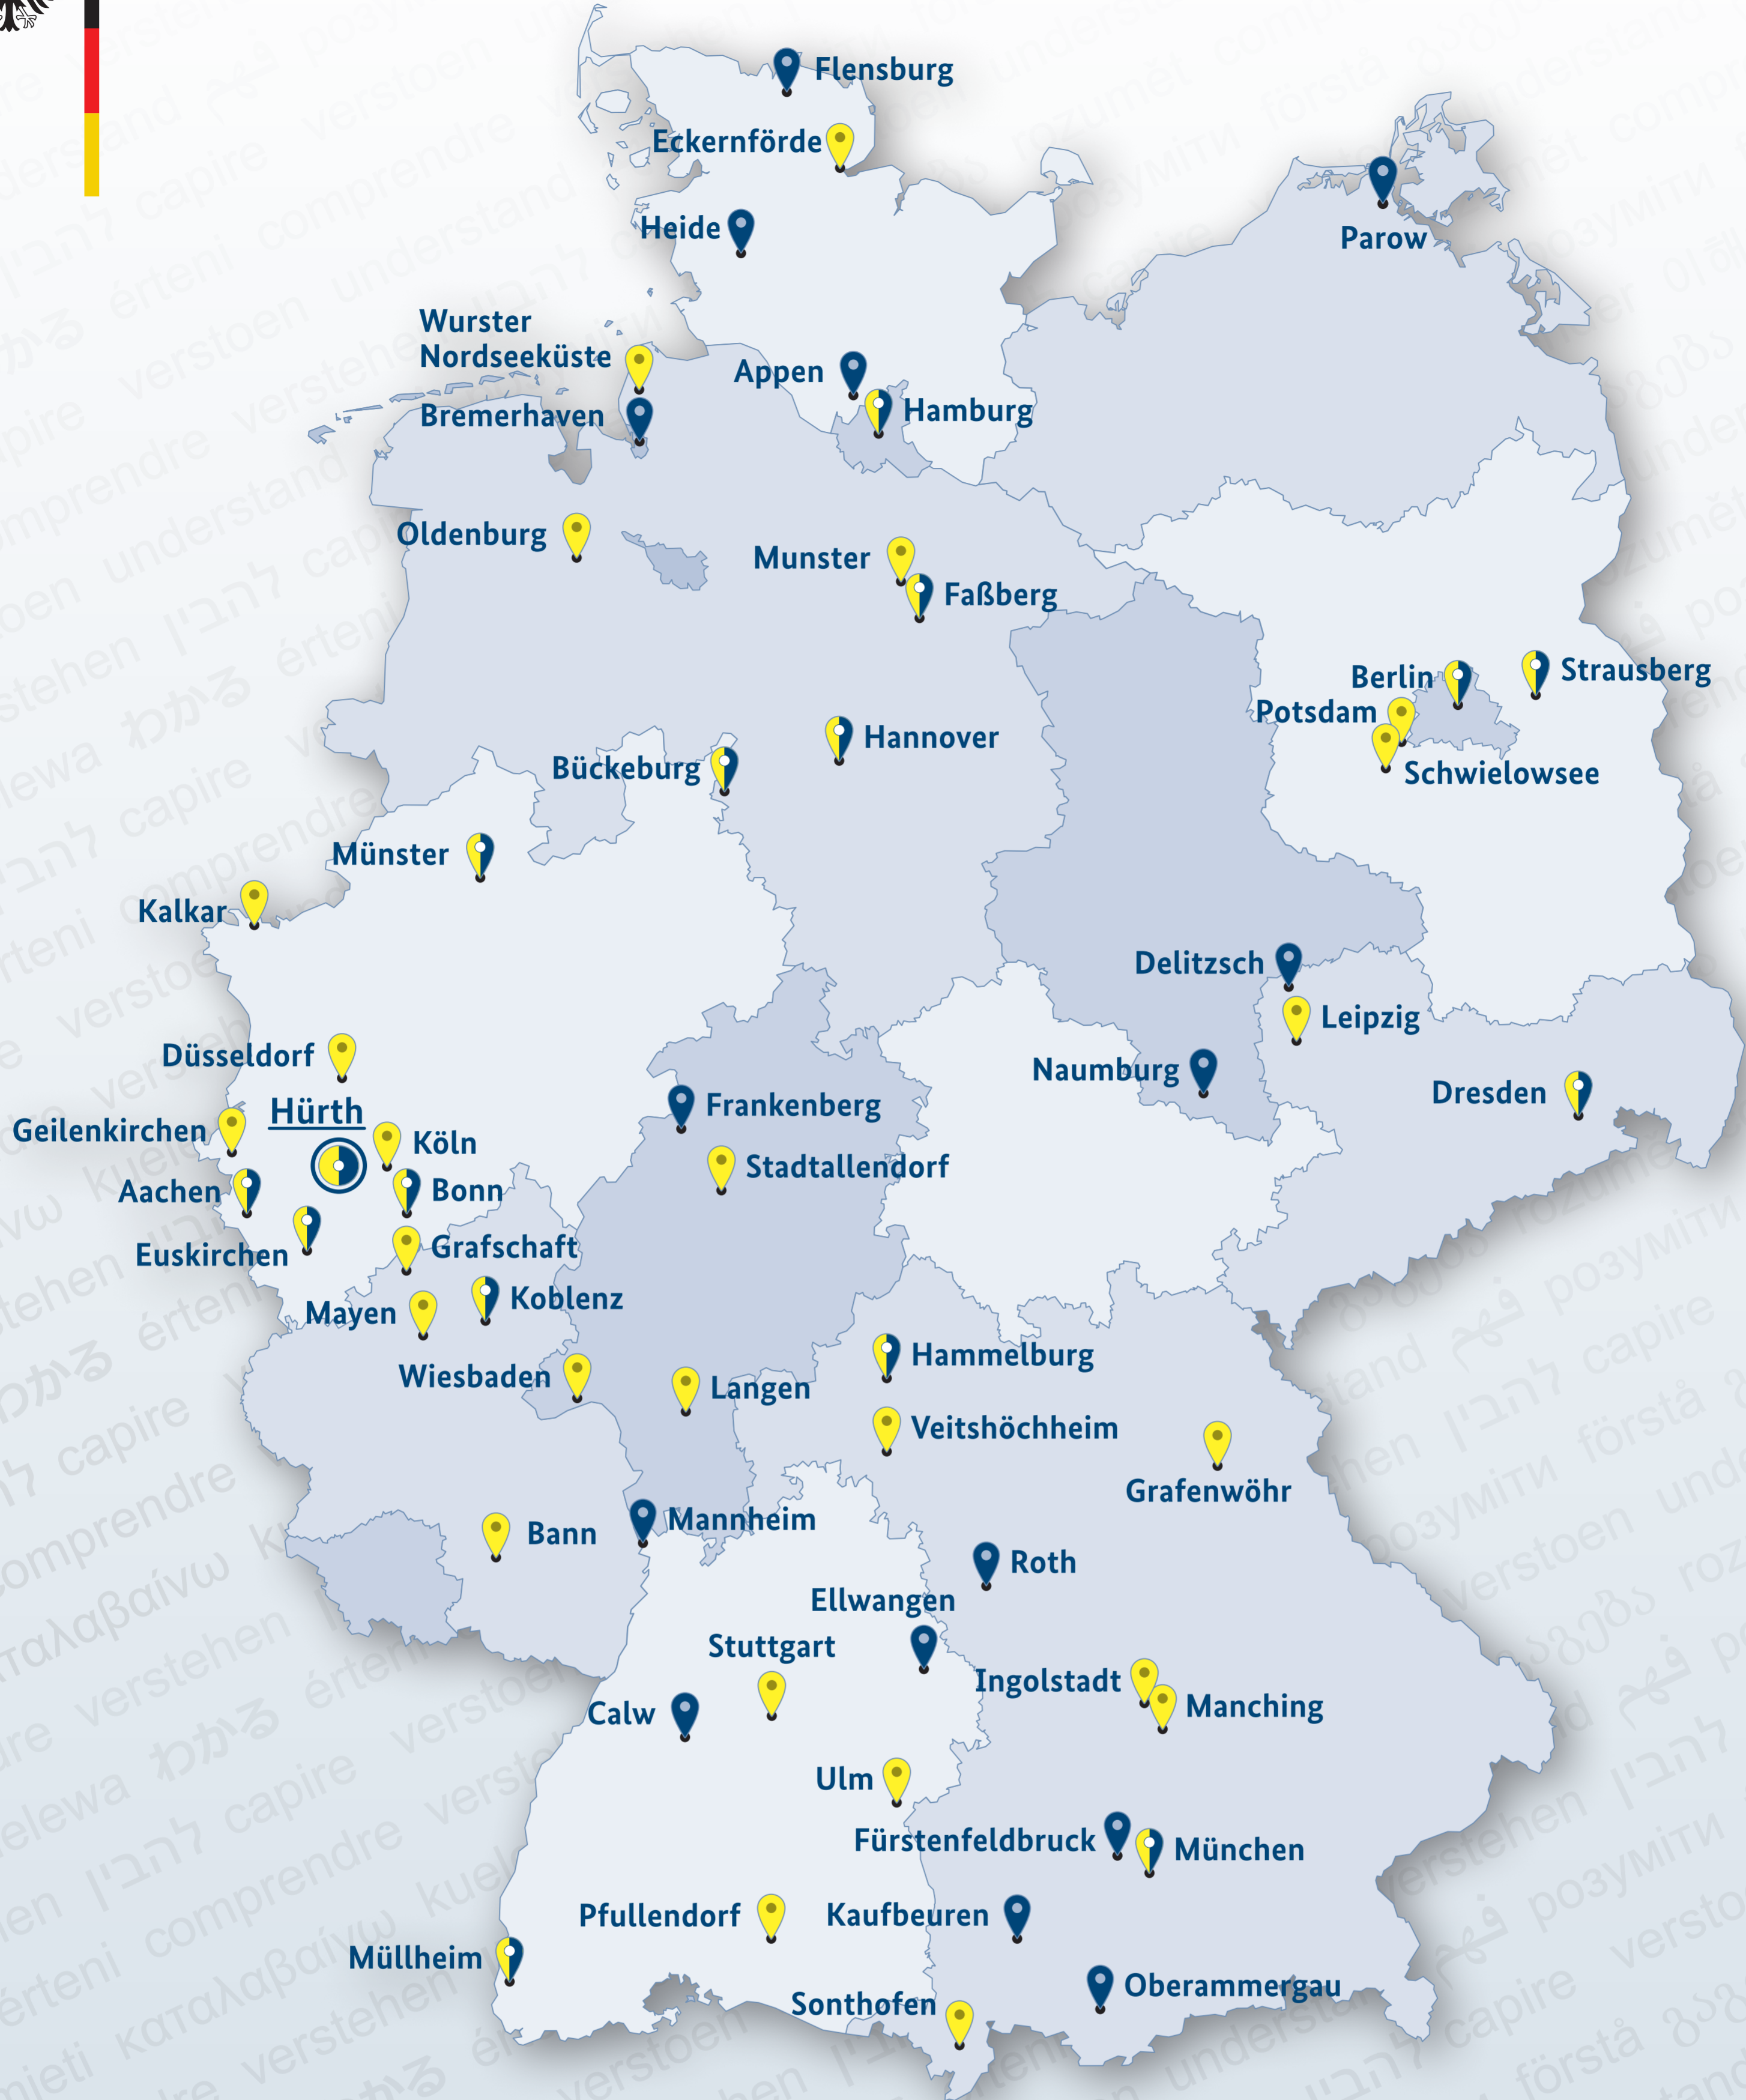 Flensburg
Eckernförde
Heide
Parow
Wurster
Nordseeküste
Appen
Bremerhaven
Hamburg
Oldenburg
Munster
Faßberg
Berlin
Strausberg
Potsdam
Schwielowsee
Hannover
Bückeburg
Münster
Kalkar
Delitzsch
Leipzig
Düsseldorf
Naumburg
Dresden
Hürth
Frankenberg
Geilenkirchen
Köln
Stadtallendorf
Aachen
Bonn
Euskirchen
Grafschaft
Koblenz
Mayen
Hammelburg
Wiesbaden
Langen
Veitshöchheim
Grafenwöhr
Mannheim
Bann
Roth
Ellwangen
Stuttgart
Ingolstadt
Calw
Manching
Ulm
Fürstenfeldbruck
München
Pfullendorf
Kaufbeuren
Müllheim
Oberammergau
Sonthofen